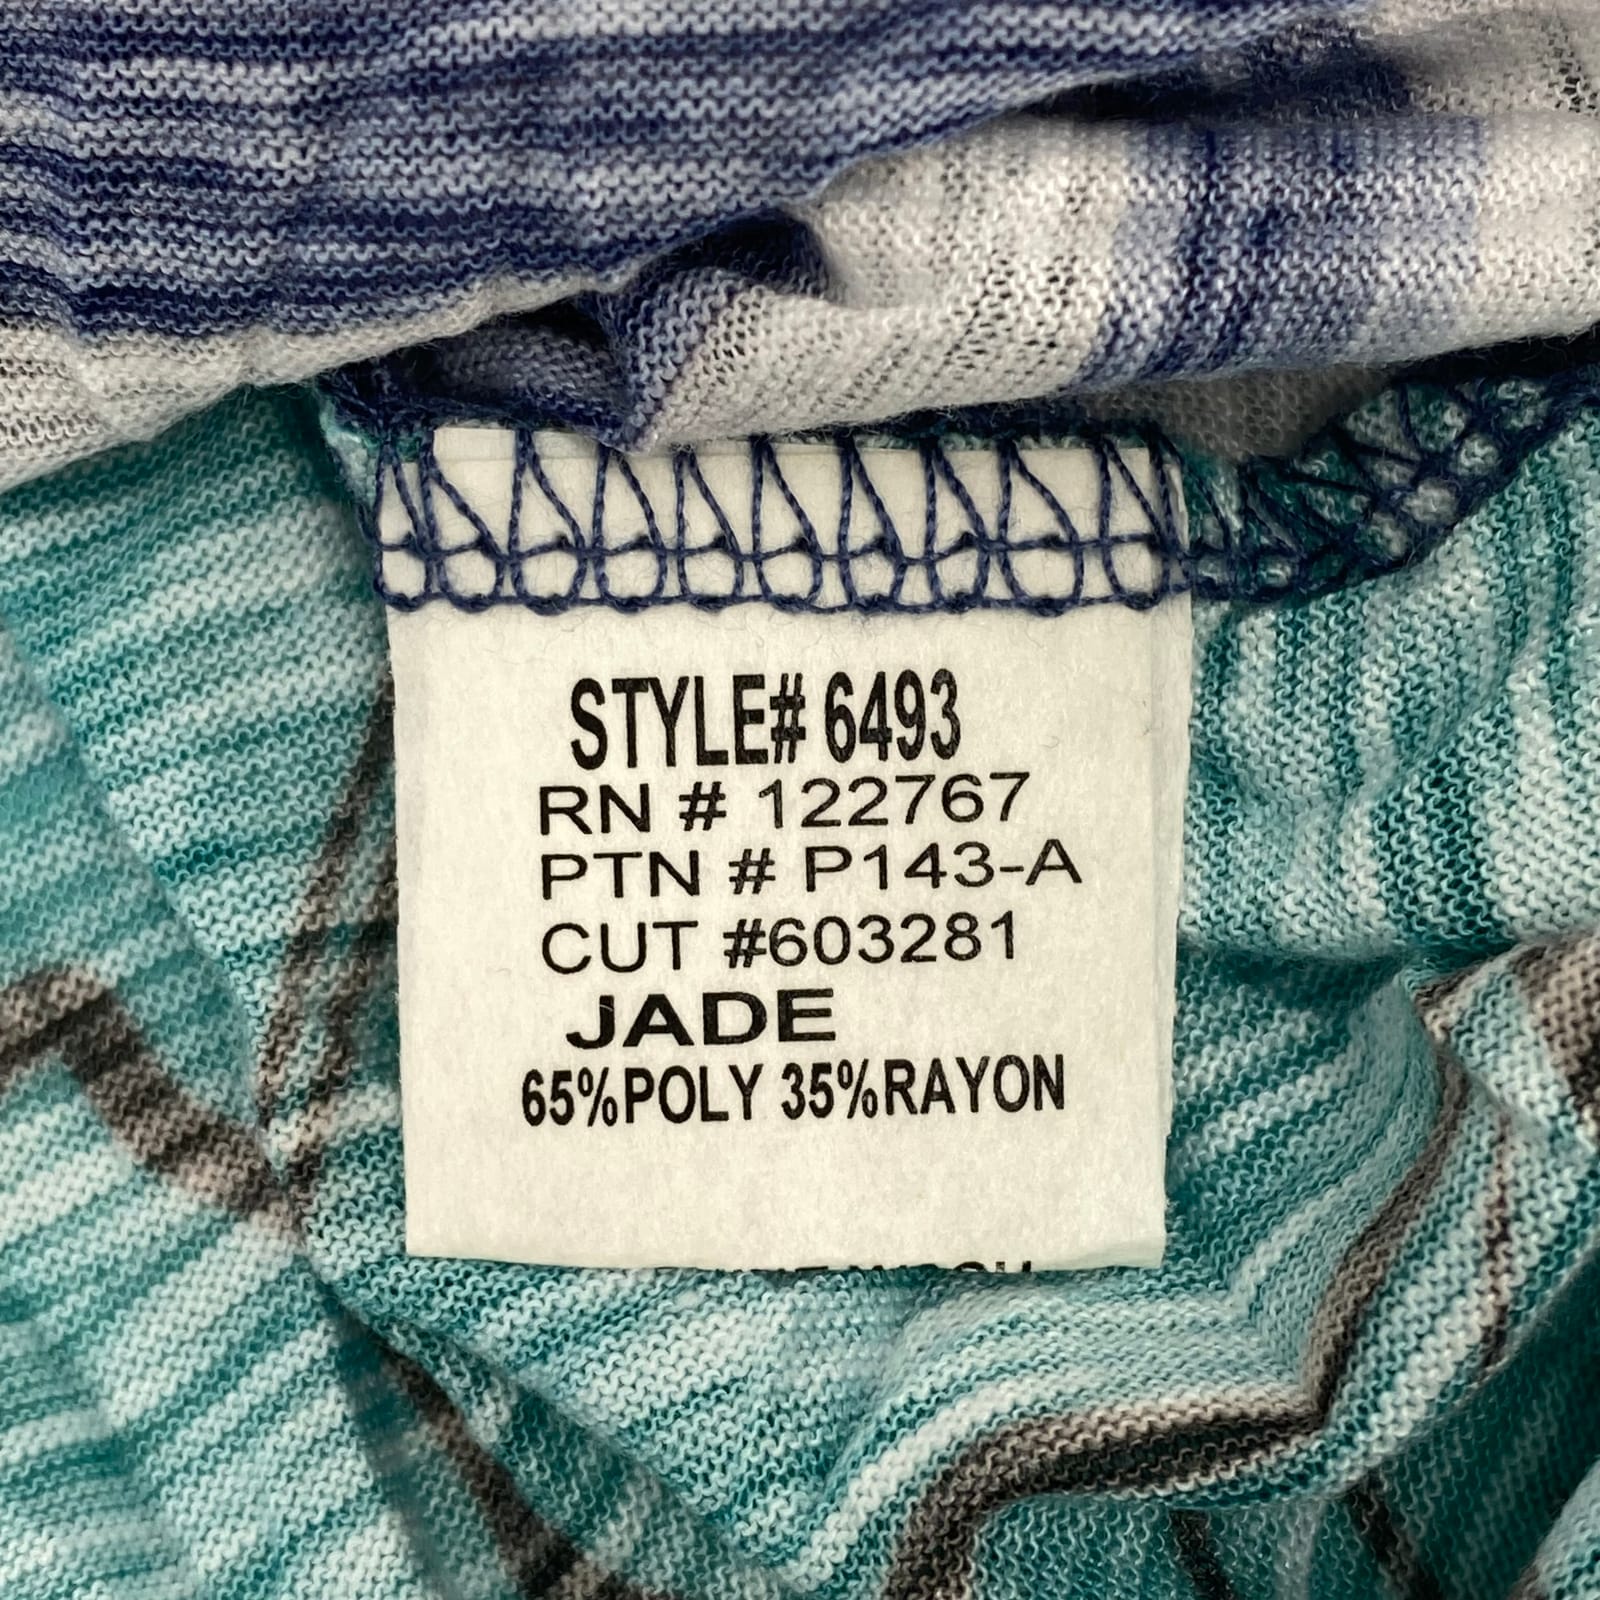 STYLE# 6493
RN # 122767
PTN # P143-A
CUT #603281
JADE
65%POLY 35%RAYON